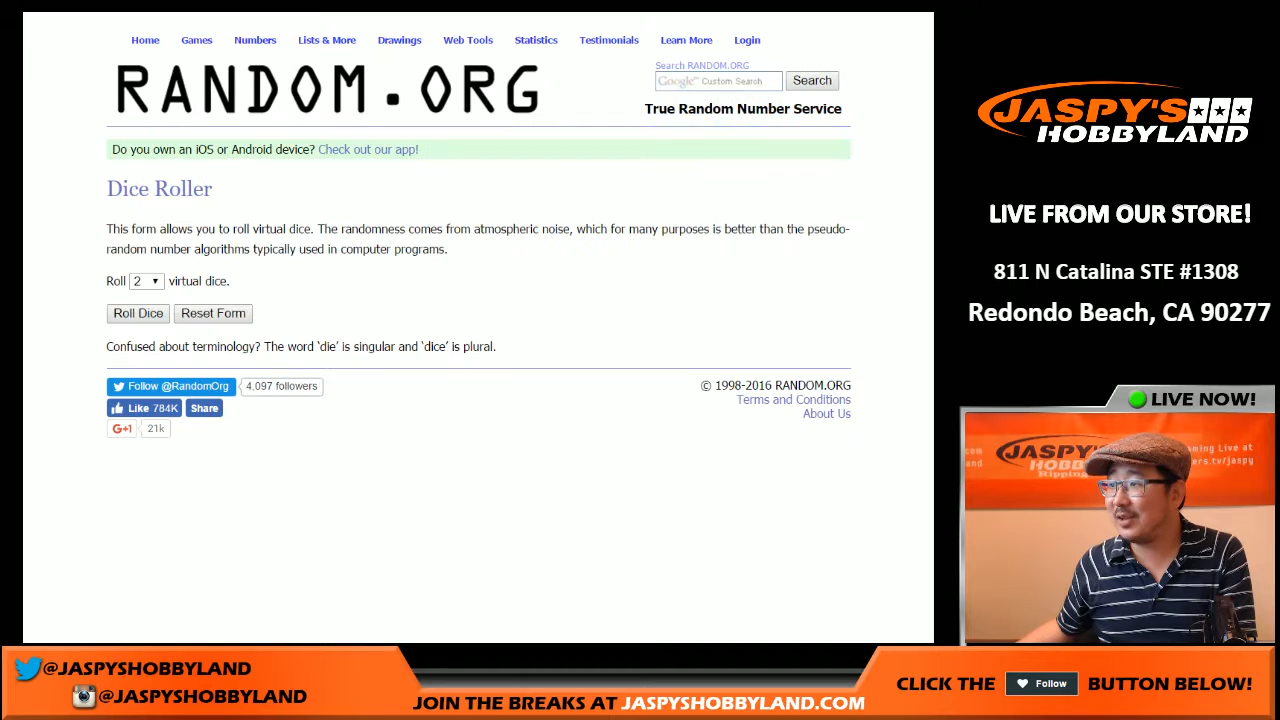 Home Games Numbers Lists & More Drawings Web Tools Statistics Testimonials Learn More Login
RANDOM.ORG
Search RANDOM.ORG
Google™ Custom Search Search
True Random Number Service
Do you own an iOS or Android device? Check out our app!
Dice Roller
This form allows you to roll virtual dice. The randomness comes from atmospheric noise, which for many purposes is better than the pseudo-
random number algorithms typically used in computer programs.
Roll 2 virtual dice.
Roll Dice Reset Form
Confused about terminology? The word ‘die’ is singular and ‘dice’ is plural.
Follow @RandomOrg 4,097 followers
Like 784K Share
G+1 21k
© 1998-2016 RANDOM.ORG
Terms and Conditions
About Us
JASPY'S
HOBBYLAND
LIVE FROM OUR STORE!
811 N Catalina STE #1308
Redondo Beach, CA 90277
LIVE NOW!
JASPY'S
Live at
ers.tv/jaspy
@JASPYSHOBBYLAND
@JASPYSHOBBYLAND
JOIN THE BREAKS AT JASPYSHOBBYLAND.COM
CLICK THE Follow BUTTON BELOW!